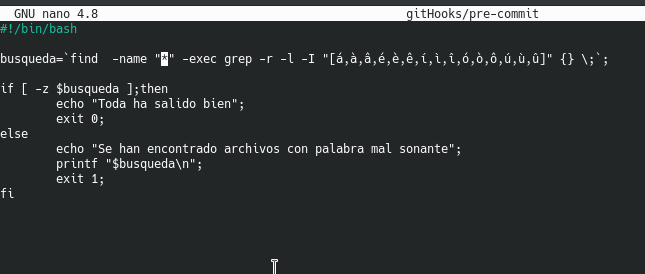 GNU nano 4.8 gitHooks/pre-commit
#!/bin/bash
busqueda=`find  -name "*" -exec grep -r -l -I "[á,à,â,é,è,ê,í,ì,î,ó,ò,ô,ú,ù,û]" {} \;`;
if [ -z $busqueda ];then
        echo "Toda ha salido bien";
        exit 0;
else
        echo "Se han encontrado archivos con palabra mal sonante";
        printf "$busqueda\n";
        exit 1;
fi